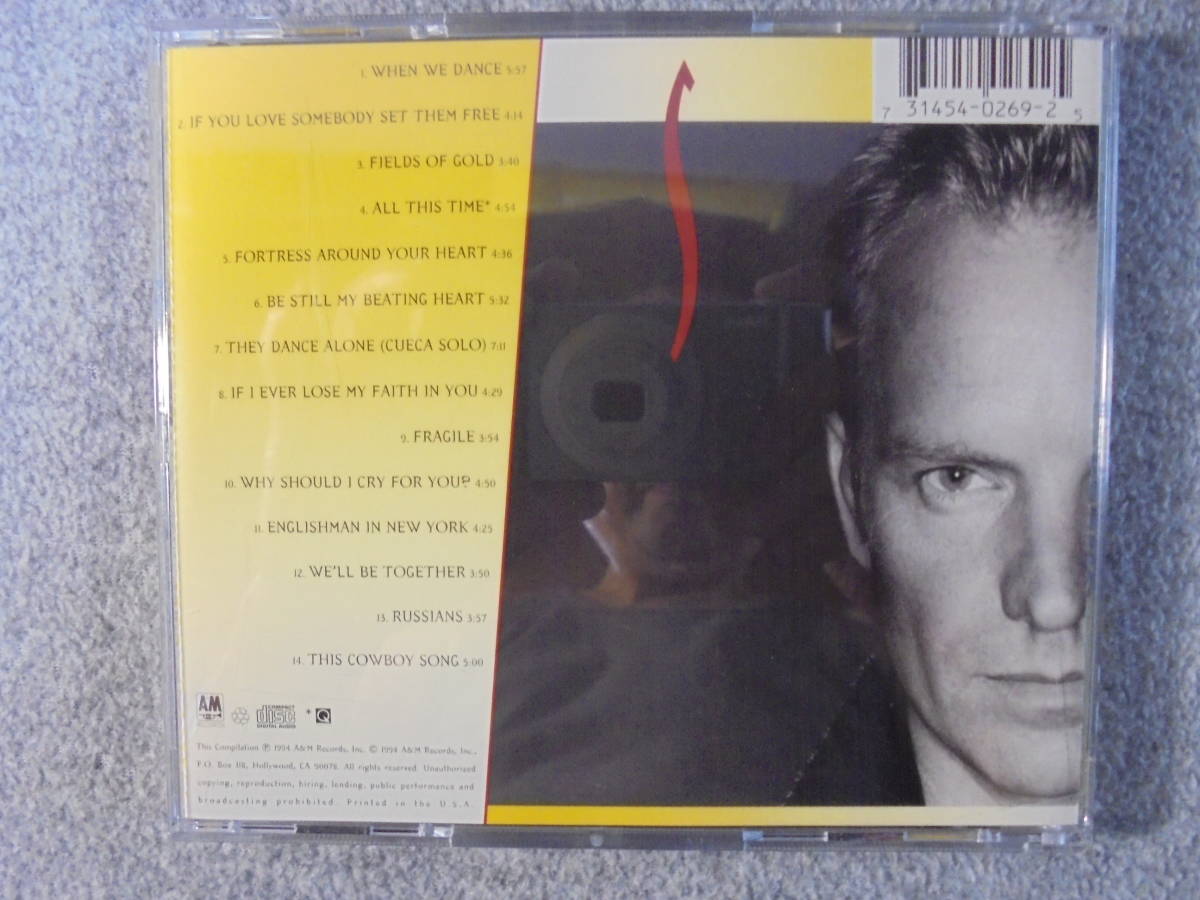 1. WHEN WE DANCE 5:57
2. IF YOU LOVE SOMEBODY SET THEM FREE 4:14
3. FIELDS OF GOLD 3:40
4. ALL THIS TIME* 4:54
5. FORTRESS AROUND YOUR HEART 4:36
6. BE STILL MY BEATING HEART 5:32
7. THEY DANCE ALONE (CUECA SOLO) 7:11
8. IF I EVER LOSE MY FAITH IN YOU 4:29
9. FRAGILE 3:54
10. WHY SHOULD I CRY FOR YOU? 4:50
11. ENGLISHMAN IN NEW YORK 4:25
12. WE'LL BE TOGETHER 3:50
13. RUSSIANS 3:57
14. THIS COWBOY SONG 5:00
A&M COMPACT disc DIGITAL AUDIO * Q
This Compilation ℗ 1994 A&M Records, Inc. © 1994 A&M Records, Inc.,
P.O. Box 118, Hollywood, CA 90078. All rights reserved. Unauthorized
copying, reproduction, hiring, lending, public performance and
broadcasting prohibited. Printed in the U.S.A.
7 31454-0269-2 5